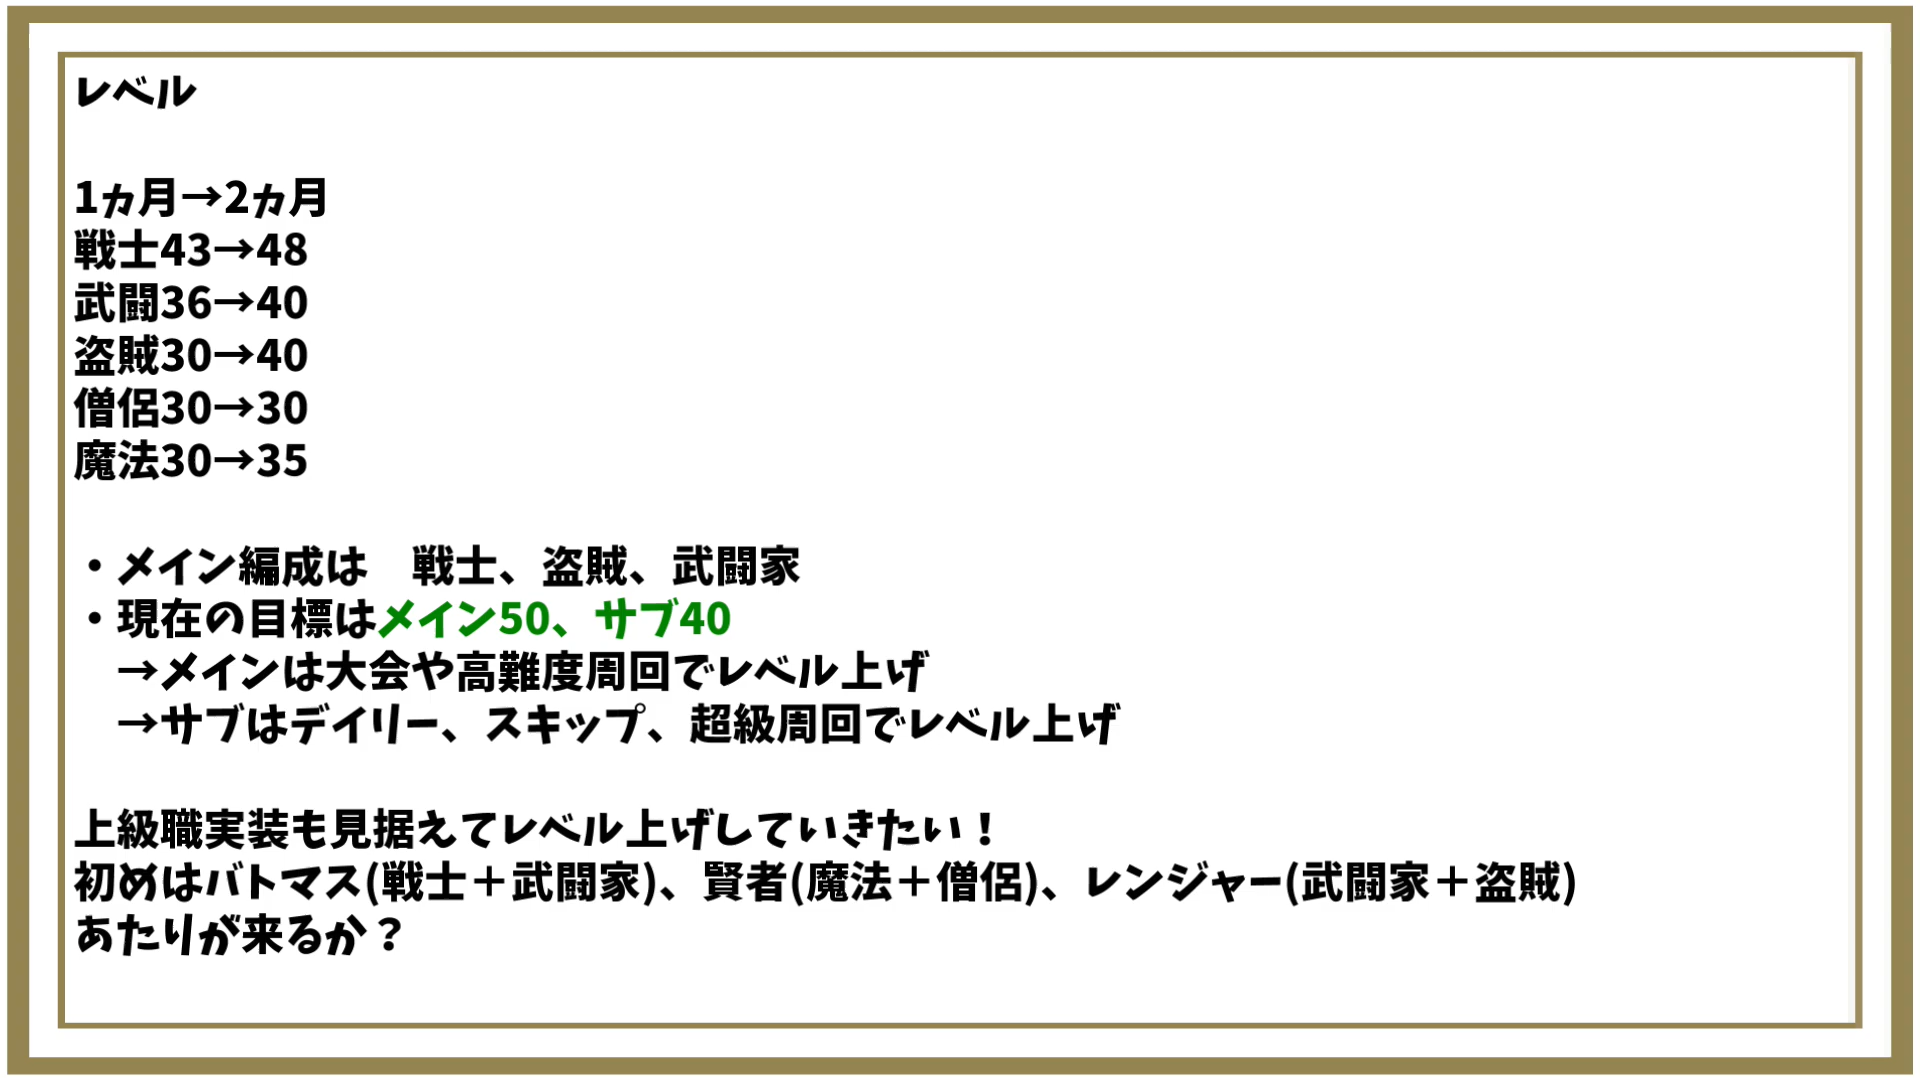 レベル
1ヵ月→2ヵ月
戦士43→48
武闘36→40
盗賊30→40
僧侶30→30
魔法30→35
・メイン編成は　戦士、盗賊、武闘家
・現在の目標はメイン50、サブ40
→メインは大会や高難度周回でレベル上げ
→サブはデイリー、スキップ、超級周回でレベル上げ
上級職実装も見据えてレベル上げしていきたい！
初めはバトマス(戦士＋武闘家)、賢者(魔法＋僧侶)、レンジャー(武闘家＋盗賊)
あたりが来るか？